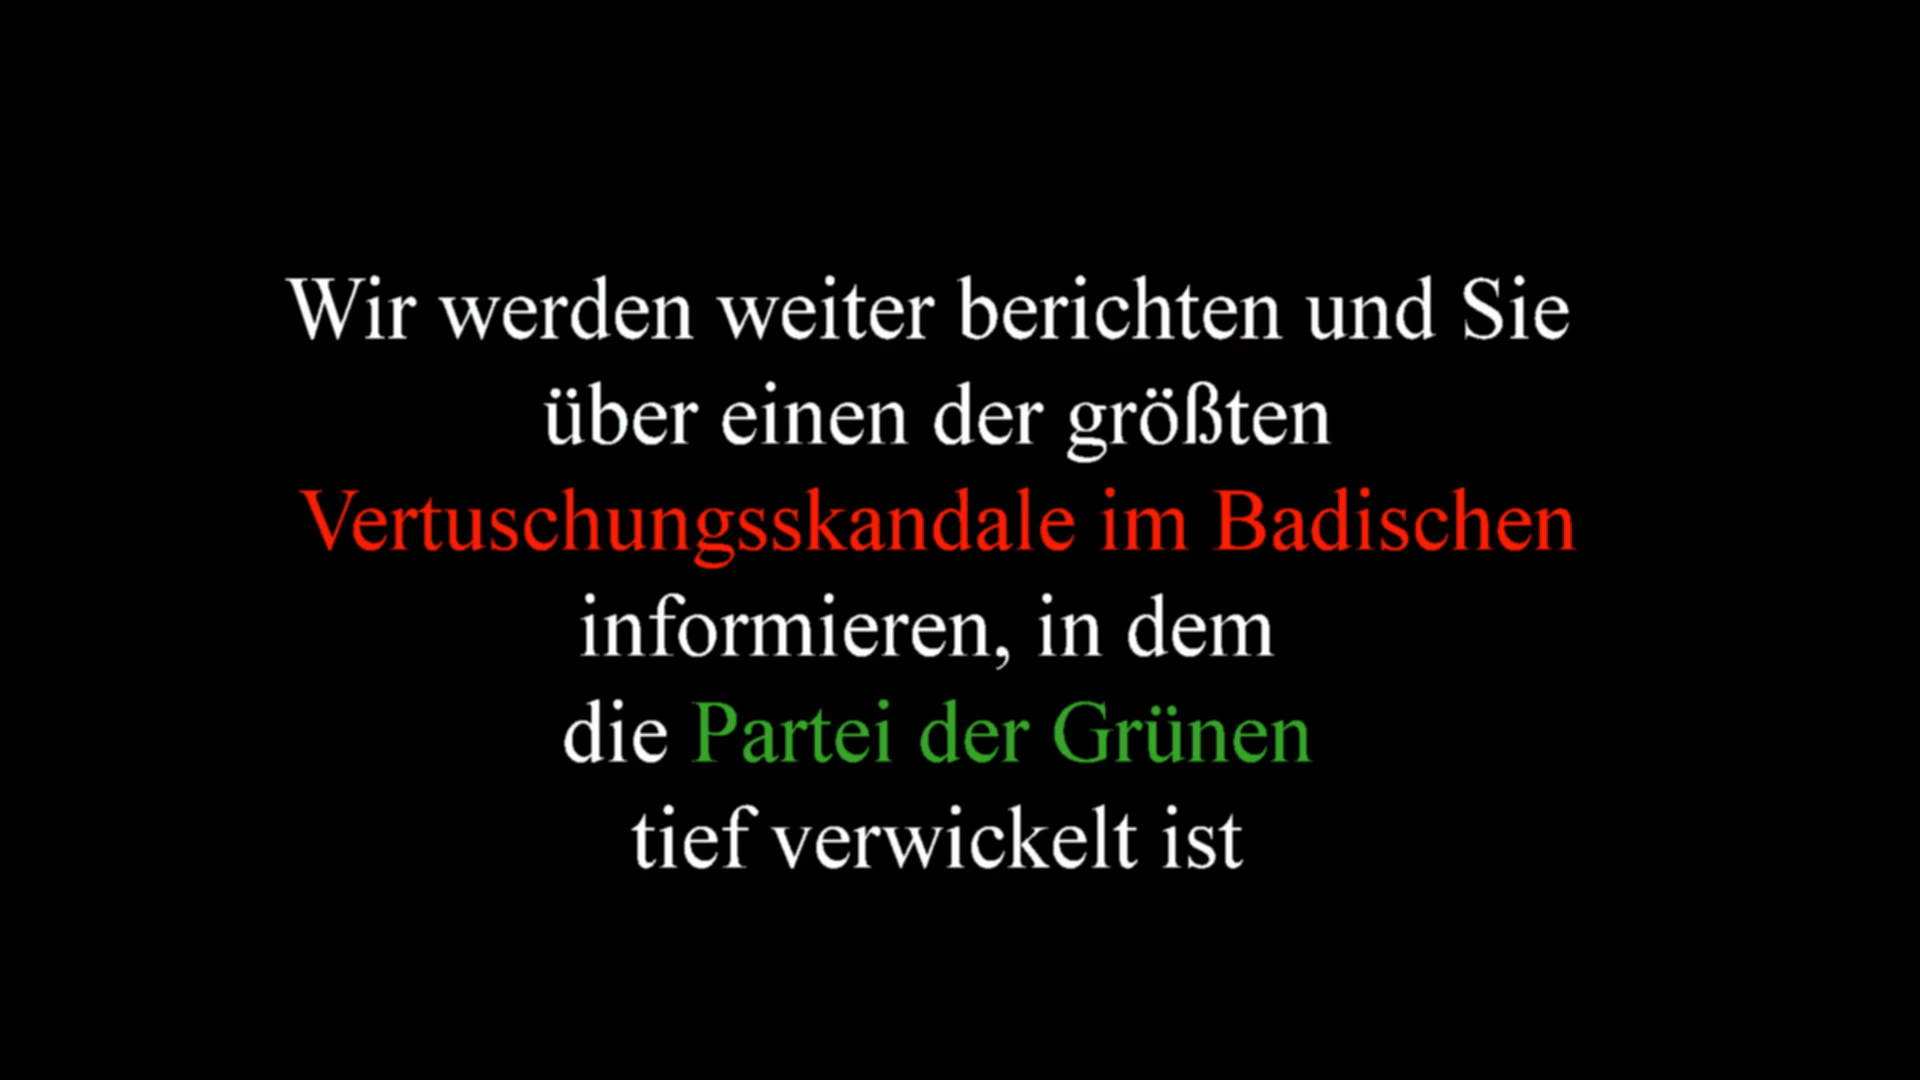 Wir werden weiter berichten und Sie
über einen der größten
Vertuschungsskandale im Badischen
informieren, in dem
die Partei der Grünen
tief verwickelt ist